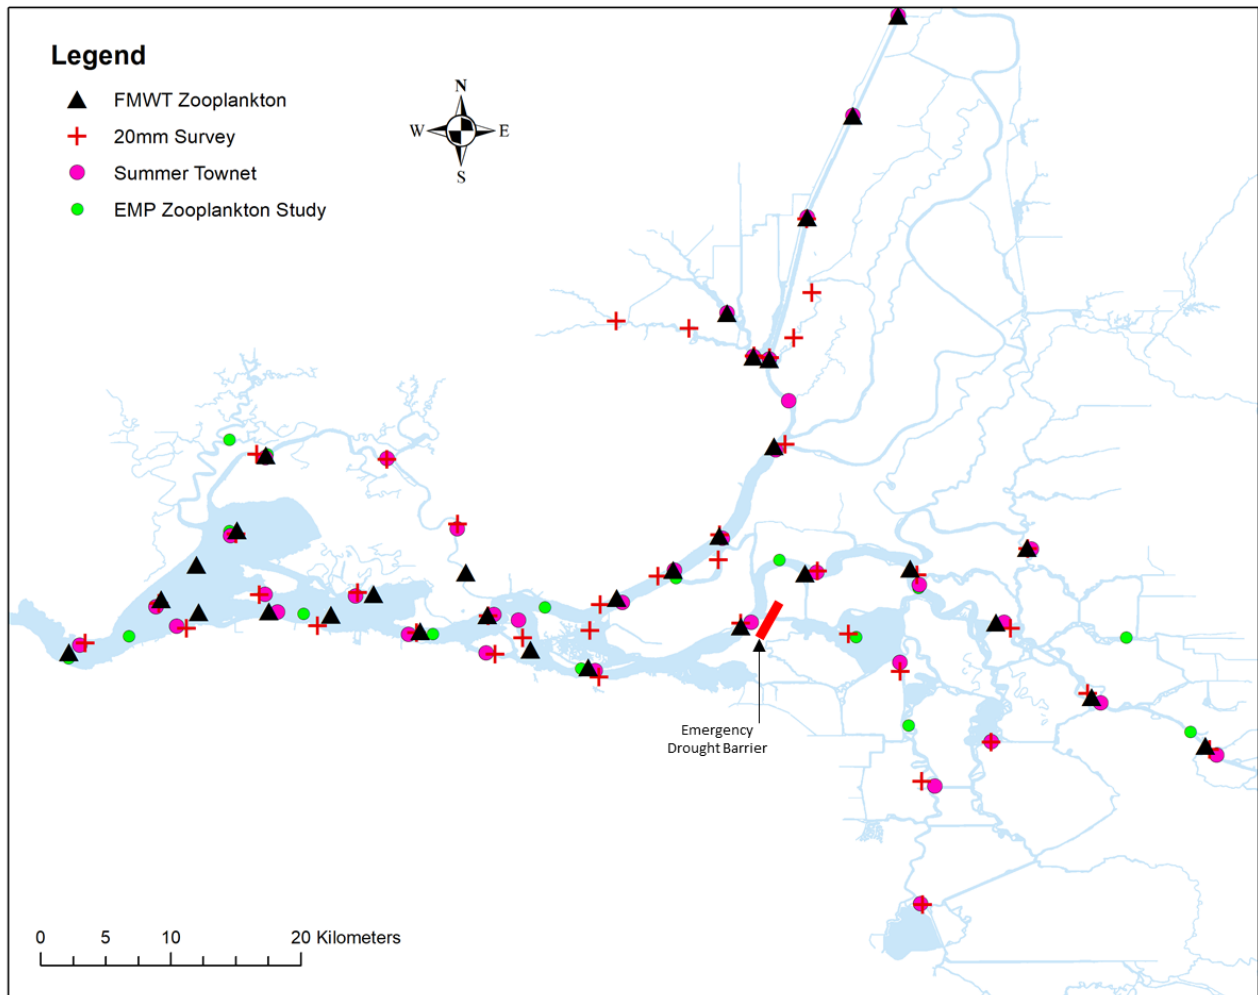 Legend
FMWT Zooplankton
20mm Survey
Summer Townet
EMP Zooplankton Study
N
W E
S
Emergency
Drought Barrier
0 5 10 20 Kilometers